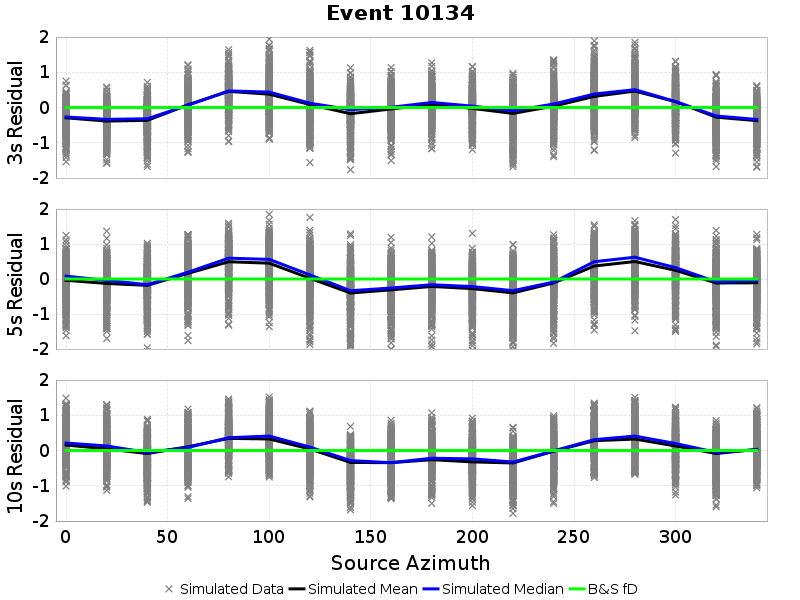 Event 10134
3s Residual
2
1
0
-1
-2
5s Residual
2
1
0
-1
-2
10s Residual
2
1
0
-1
-2
0 50 100 150 200 250 300
Source Azimuth
Simulated Data Simulated Mean Simulated Median B&S fD